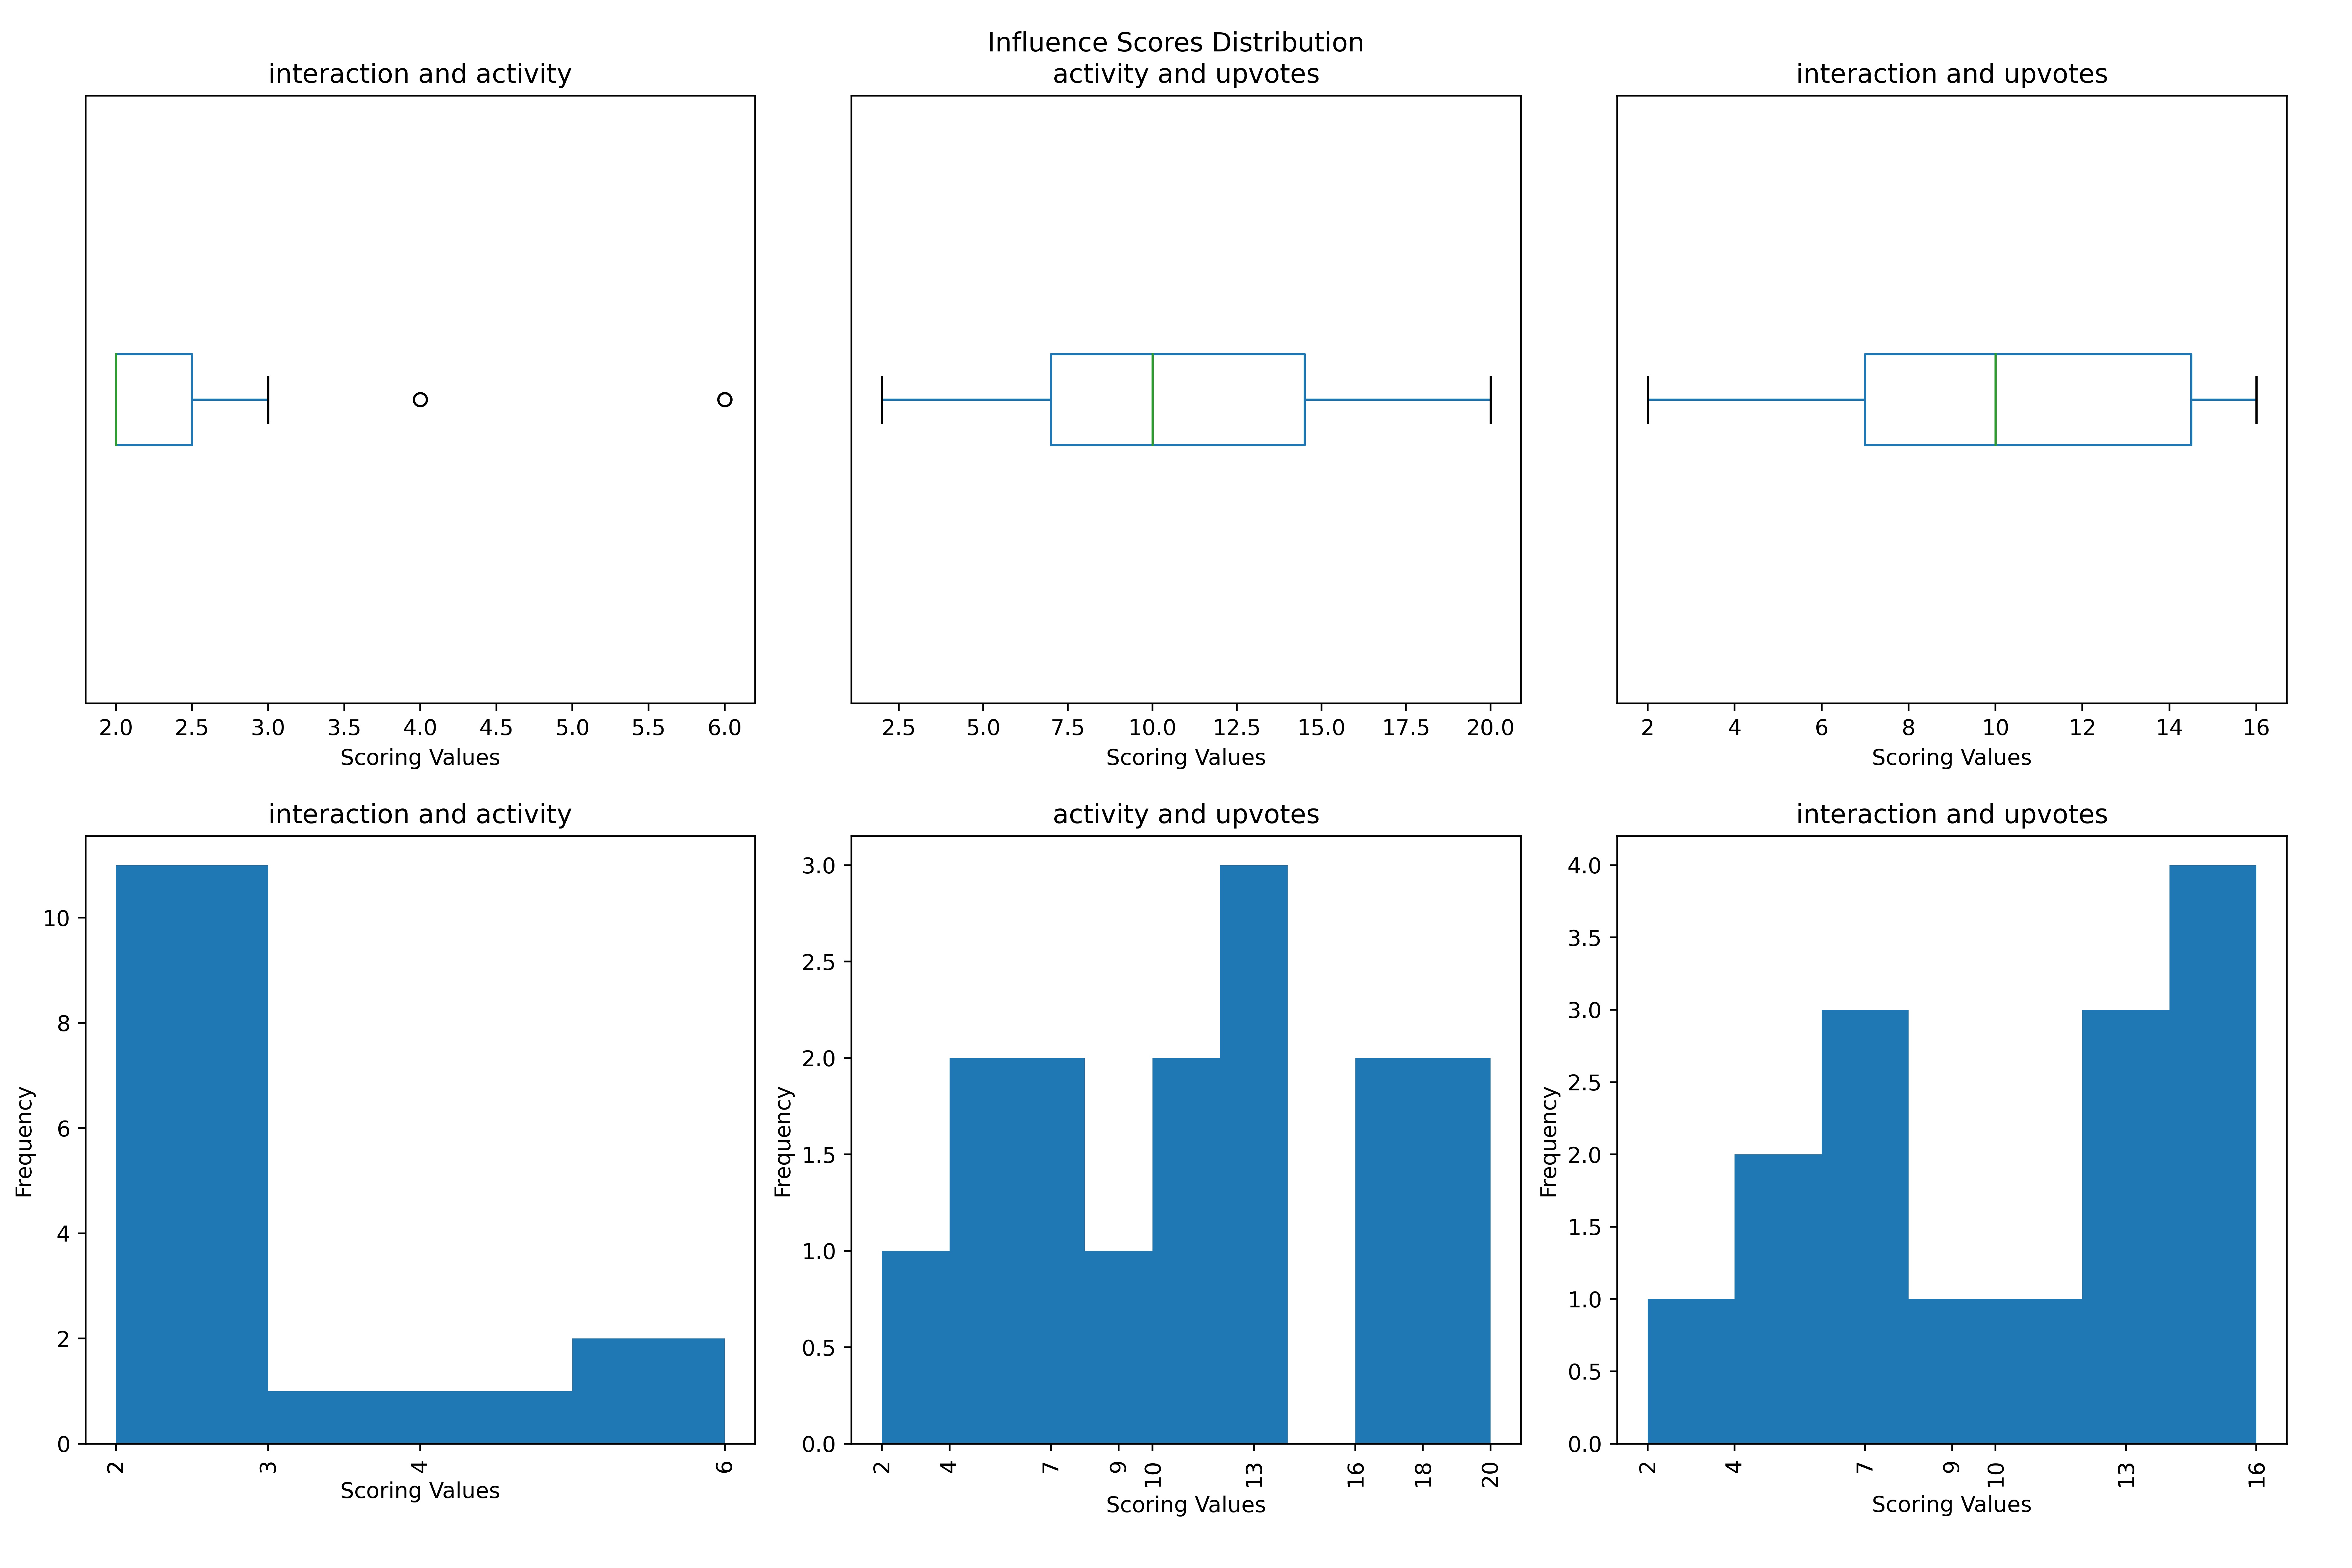 Influence Scores Distribution
interaction and activity
activity and upvotes
interaction and upvotes
2.0 2.5 3.0 3.5 4.0 4.5 5.0 5.5 6.0
Scoring Values
2.5 5.0 7.5 10.0 12.5 15.0 17.5 20.0
Scoring Values
2 4 6 8 10 12 14 16
Scoring Values
interaction and activity
10
8
6
4
2
0
Frequency
2 3 4 6
Scoring Values
activity and upvotes
3.0
2.5
2.0
1.5
1.0
0.5
0.0
Frequency
2 4 7 9 10 13 16 18 20
Scoring Values
interaction and upvotes
4.0
3.5
3.0
2.5
2.0
1.5
1.0
0.5
0.0
Frequency
2 4 7 9 10 13 16
Scoring Values